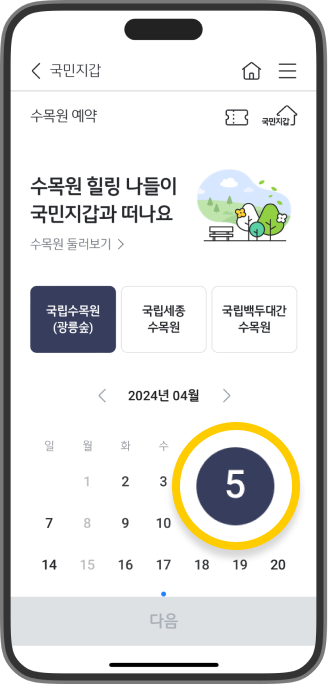 국민지갑
수목원 예약
국민지갑
수목원 힐링 나들이
국민지갑과 떠나요
수목원 둘러보기
국립수목원
(광릉숲)
국립세종
수목원
국립백두대간
수목원
2024년 04월
일 월 화 수
1 2 3 5
7 8 9 10
14 15 16 17 18 19 20
다음